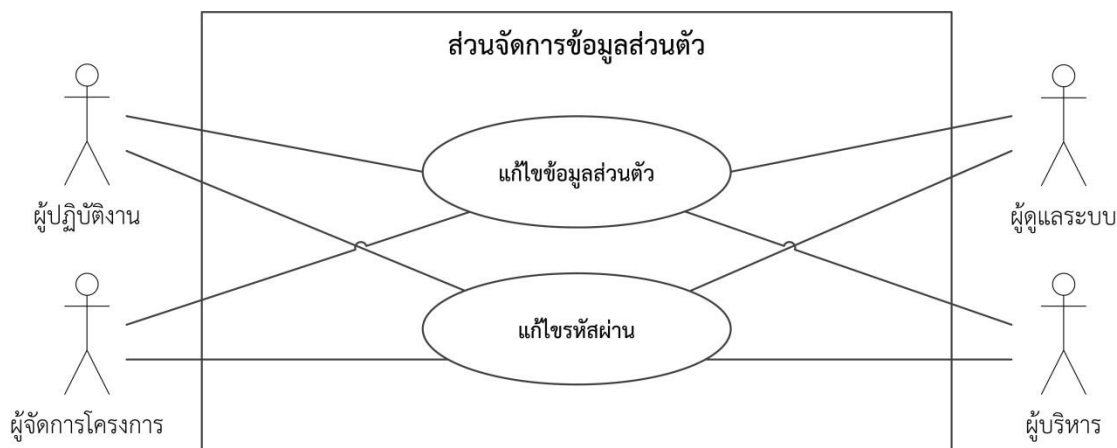 ส่วนจัดการข้อมูลส่วนตัว
แก้ไขข้อมูลส่วนตัว
ผู้ปฏิบัติงาน
ผู้ดูแลระบบ
แก้ไขรหัสผ่าน
ผู้จัดการโครงการ
ผู้บริหาร